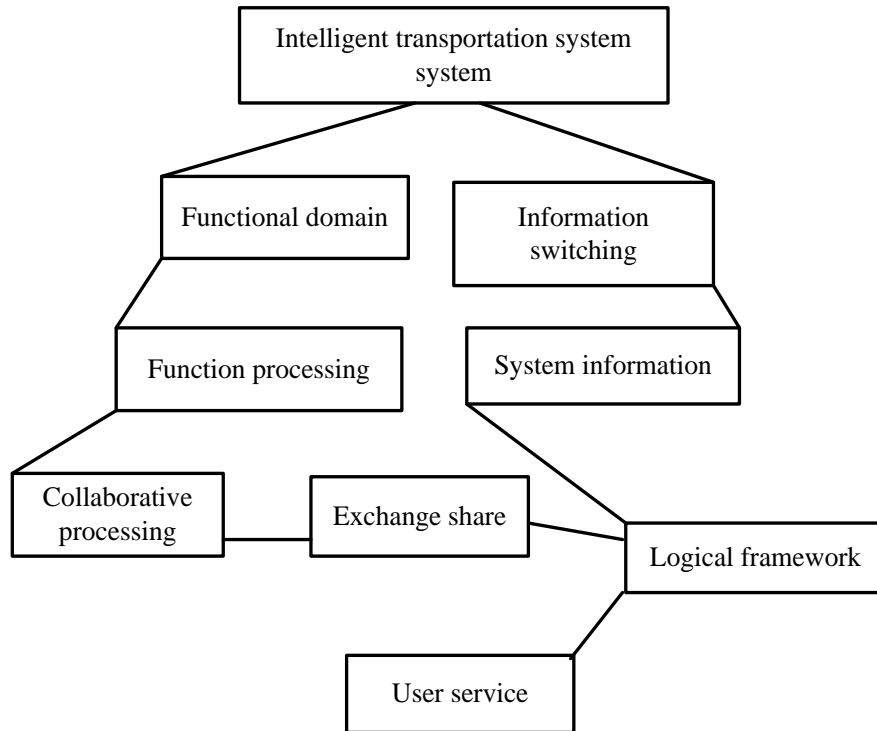 Intelligent transportation system
system
Functional domain
Information
switching
Function processing
System information
Collaborative
processing
Exchange share
Logical framework
User service